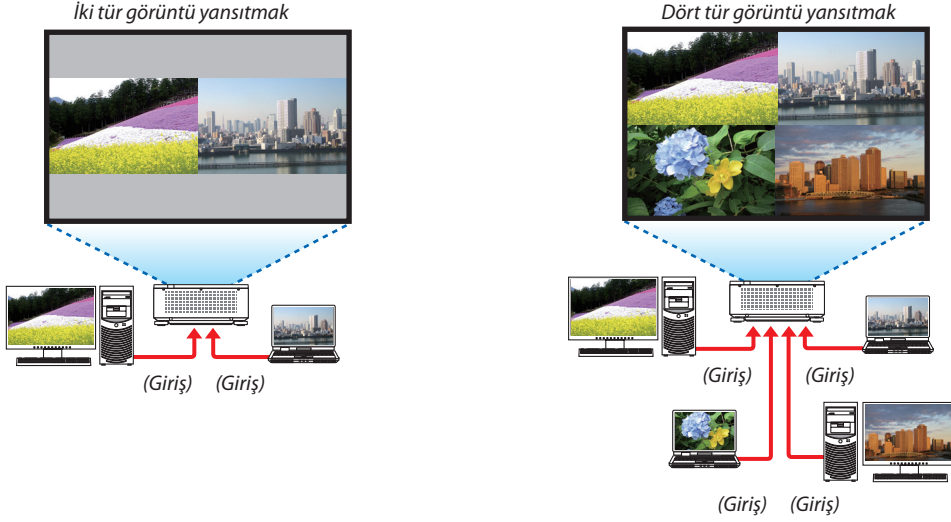 İki tür görüntü yansıtmak
Dört tür görüntü yansıtmak
(Giriş) (Giriş)
(Giriş) (Giriş)
(Giriş) (Giriş)